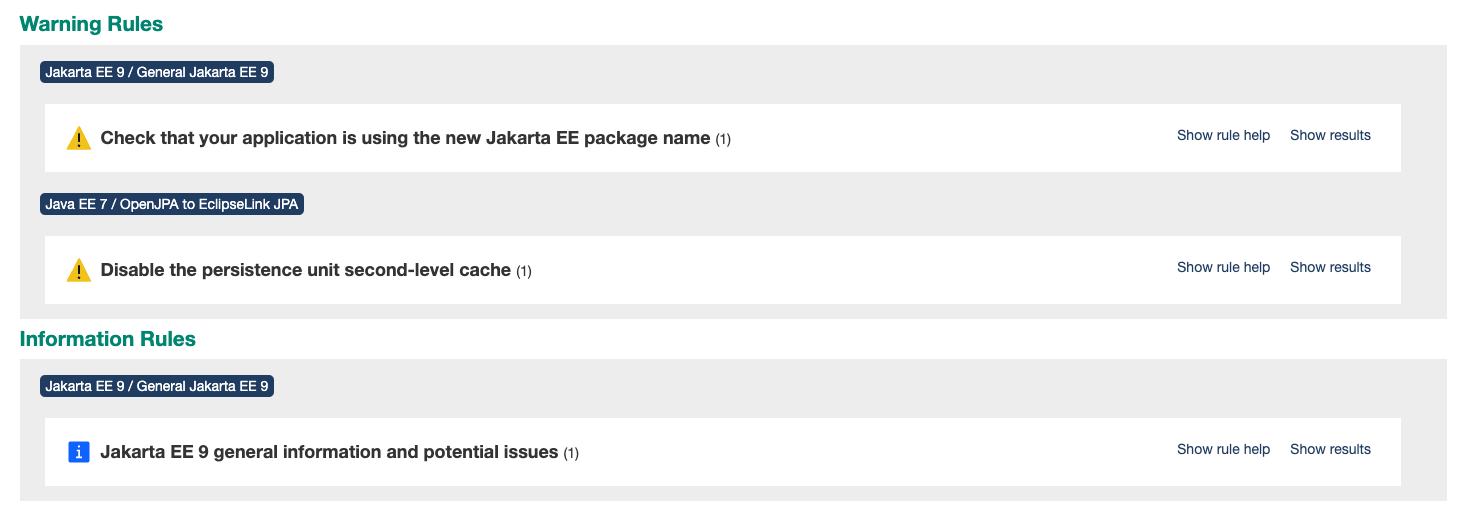 Warning Rules
Jakarta EE 9 / General Jakarta EE 9
Check that your application is using the new Jakarta EE package name (1) Show rule help Show results
Java EE 7 / OpenJPA to EclipseLink JPA
Disable the persistence unit second-level cache (1) Show rule help Show results
Information Rules
Jakarta EE 9 / General Jakarta EE 9
Jakarta EE 9 general information and potential issues (1) Show rule help Show results